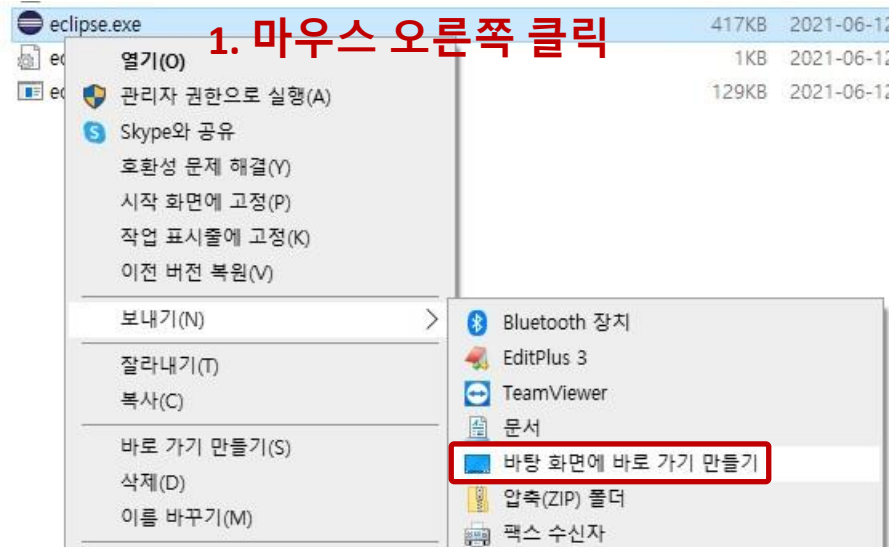 eclipse.exe 417KB 2021-06-12
1. 마우스 오른쪽 클릭
ec 1KB 2021-06-12
ec 129KB 2021-06-12
열기(O)
관리자 권한으로 실행(A)
Skype와 공유
호환성 문제 해결(Y)
시작 화면에 고정(P)
작업 표시줄에 고정(K)
이전 버전 복원(V)
보내기(N)
잘라내기(T)
복사(C)
바로 가기 만들기(S)
삭제(D)
이름 바꾸기(M)
Bluetooth 장치
EditPlus 3
TeamViewer
문서
바탕 화면에 바로 가기 만들기
압축(ZIP) 폴더
팩스 수신자